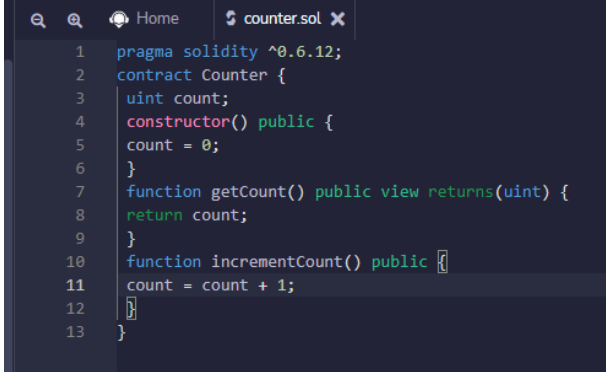 Home counter.sol
1 pragma solidity ^0.6.12;
2 contract Counter {
3 uint count;
4 constructor() public {
5 count = 0;
6 }
7 function getCount() public view returns(uint) {
8 return count;
9 }
10 function incrementCount() public {
11 count = count + 1;
12 }
13 }